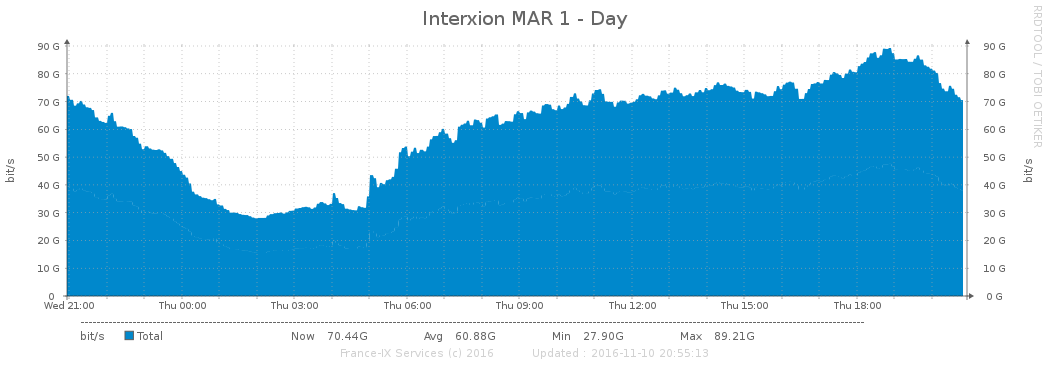 Interxion MAR 1 - Day
RRDTOOL / TOBI OETIKER
bit/s
bit/s
90 G 90 G
80 G 80 G
70 G 70 G
60 G 60 G
50 G 50 G
40 G 40 G
30 G 30 G
20 G 20 G
10 G 10 G
0 0 G
Wed 21:00 Thu 00:00 Thu 03:00 Thu 06:00 Thu 09:00 Thu 12:00 Thu 15:00 Thu 18:00
bit/s Total Now 70.44G Avg 60.88G Min 27.90G Max 89.21G
France-IX Services (c) 2016 Updated : 2016-11-10 20:55:13